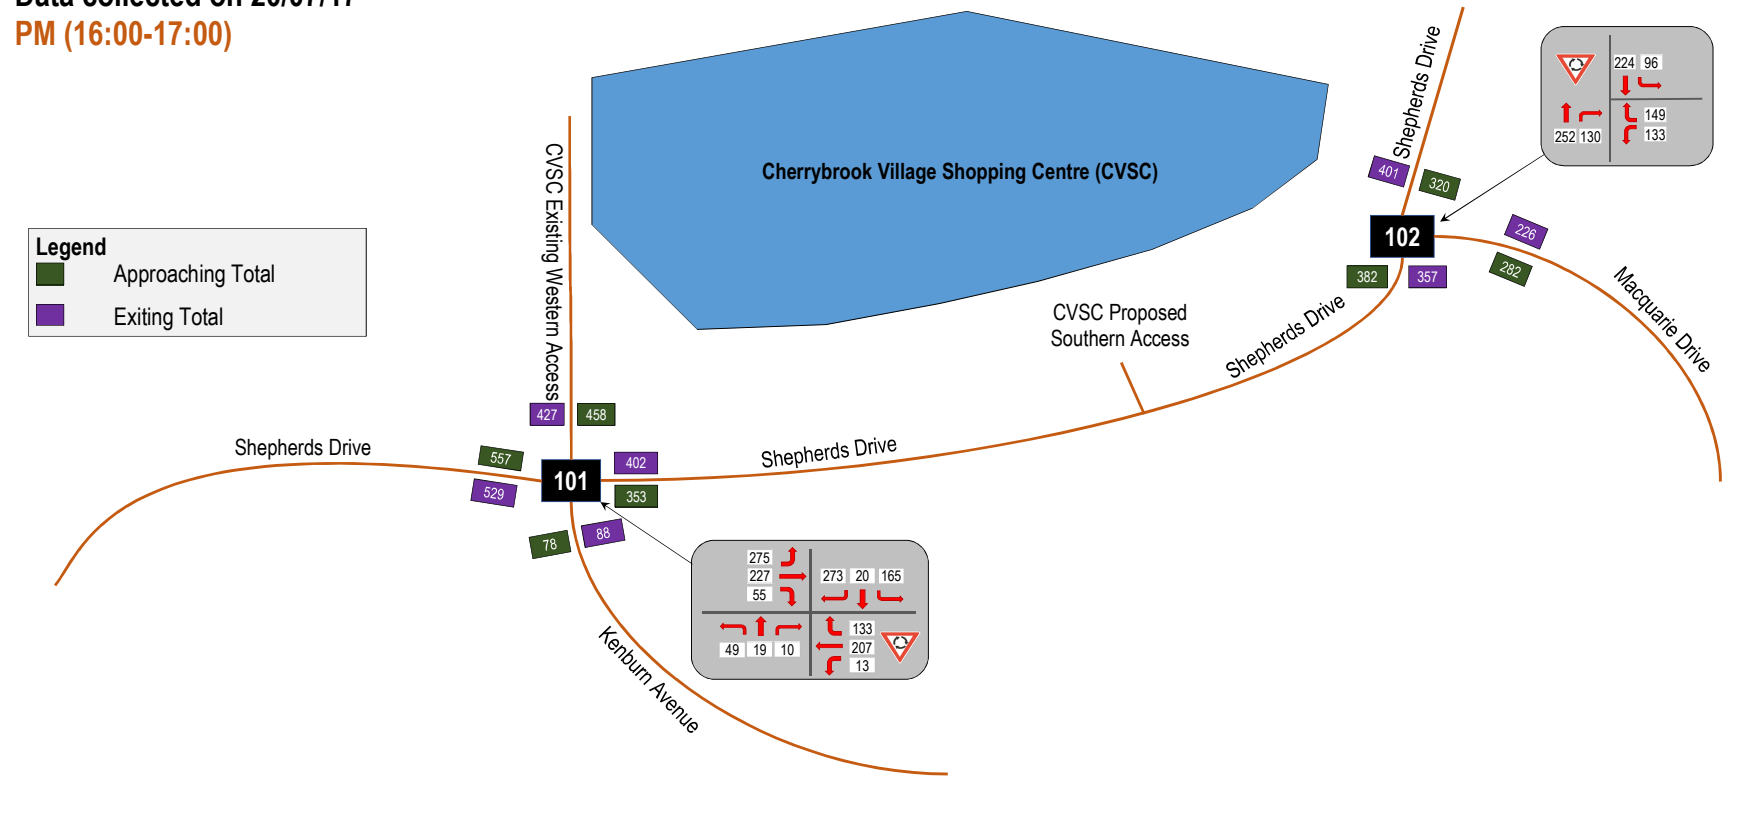 PM (16:00-17:00)
Cherrybrook Village Shopping Centre (CVSC)
Legend
Approaching Total
Exiting Total
CVSC Existing Western Access
CVSC Proposed
Southern Access
Shepherds Drive
224 96
149
252 130
133
401
320
102
226
282
382
357
Shepherds Drive
Macquarie Drive
427
458
Shepherds Drive
557
529
101
402
353
Shepherds Drive
78
88
275
227
55
273 20 165
49 19 10
133
207
13
Kenburn Avenue